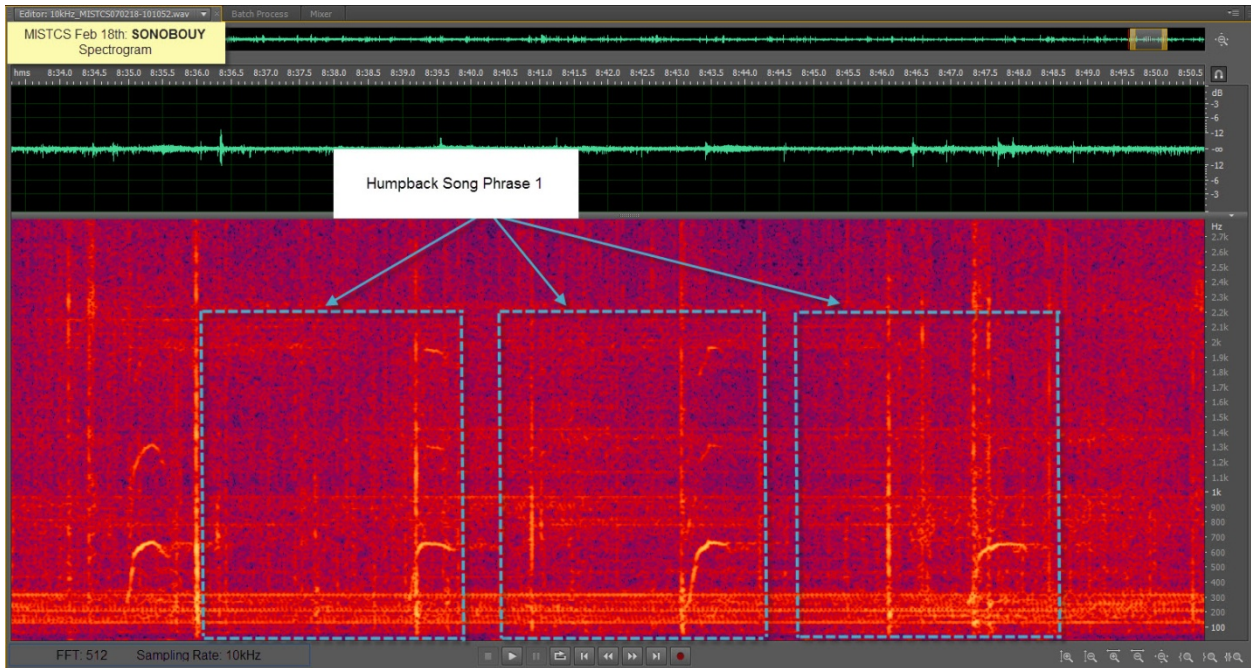 Editor: 10kHz_MISTCS070218-101052.wav Batch Process Mixer
MISTCS Feb 18th: SONOBOUY
Spectrogram
hms 8:34.0 8:34.5 8:35.0 8:35.5 8:36.0 8:36.5 8:37.0 8:37.5 8:38.0 8:38.5 8:39.0 8:39.5 8:40.0 8:40.5 8:41.0 8:41.5 8:42.0 8:42.5 8:43.0 8:43.5 8:44.0 8:44.5 8:45.0 8:45.5 8:46.0 8:46.5 8:47.0 8:47.5 8:48.0 8:48.5 8:49.0 8:49.5 8:50.0 8:50.5
dB
-3
-6
-12
-∞
-12
-6
-3
Humpback Song Phrase 1
Hz
2.7k
2.6k
2.5k
2.4k
2.3k
2.2k
2.1k
2k
1.9k
1.8k
1.7k
1.6k
1.5k
1.4k
1.3k
1.2k
1.1k
1k
900
800
700
600
500
400
300
200
100
FFT: 512 Sampling Rate: 10kHz